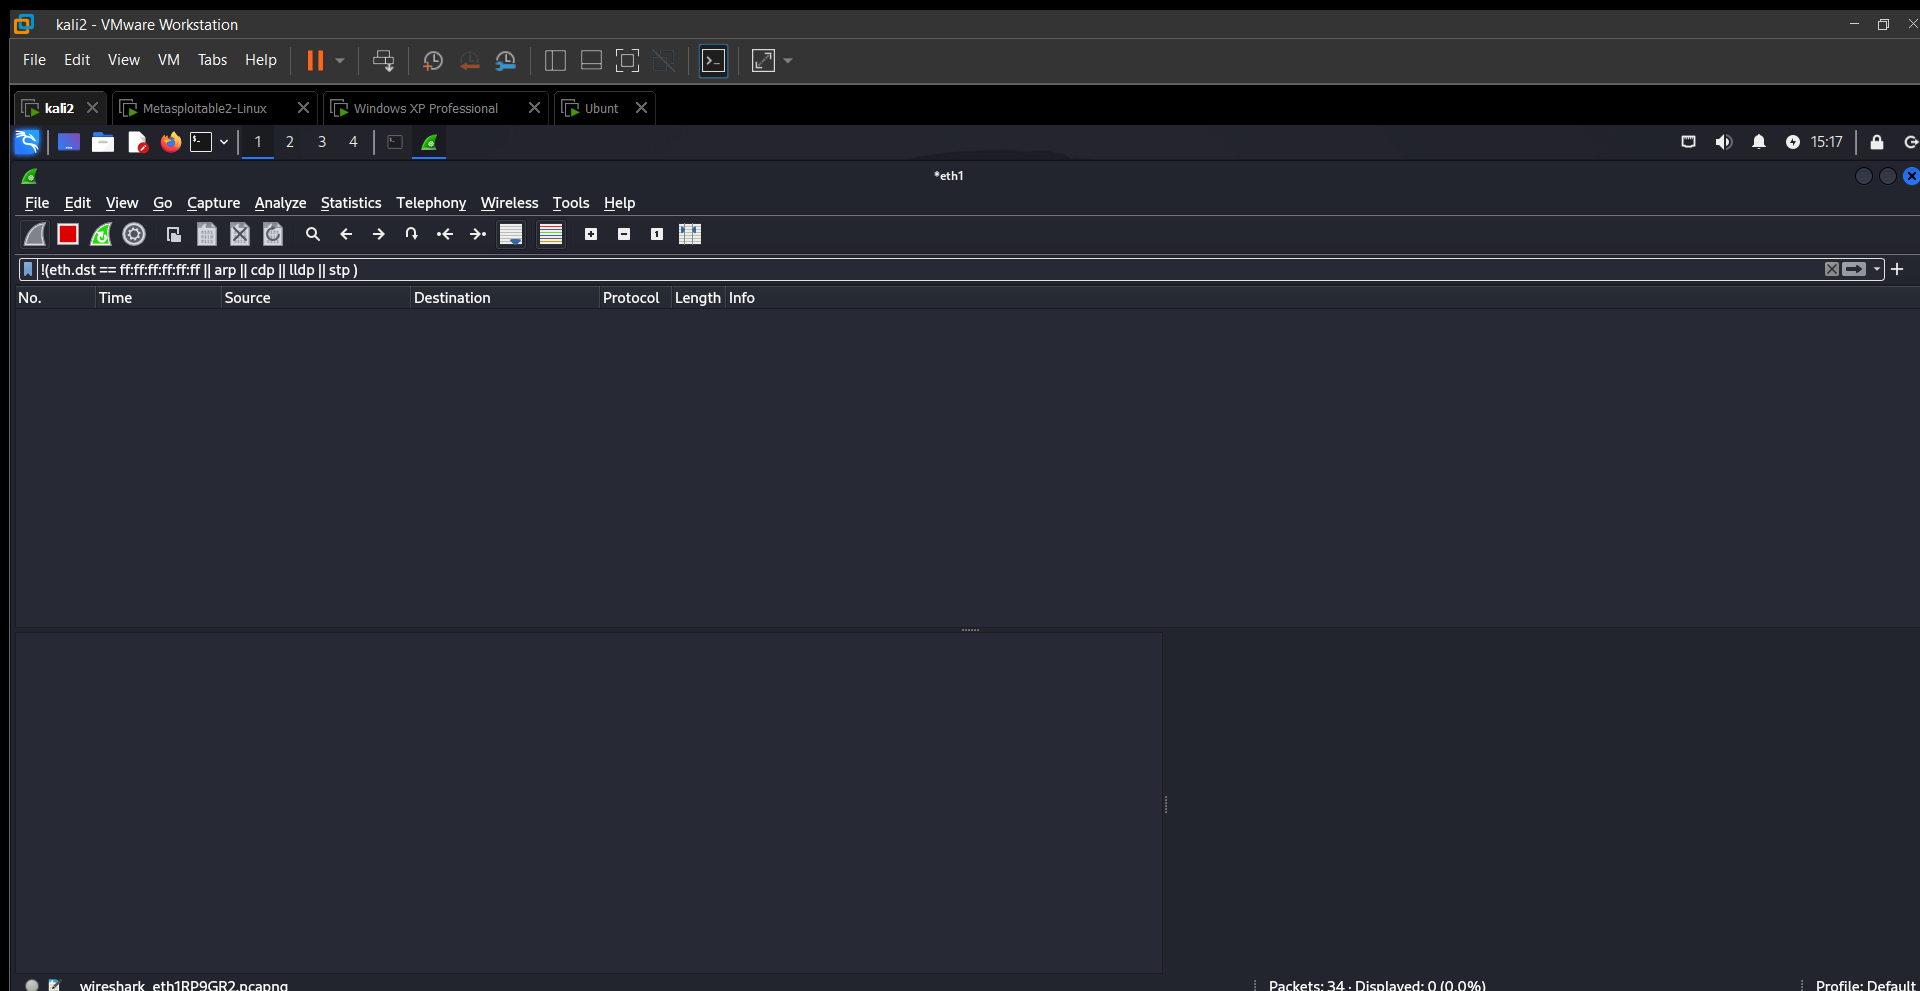 kali2 - VMware Workstation
File Edit View VM Tabs Help
kali2 Metasploitable2-Linux Windows XP Professional Ubunt
1 2 3 4 15:17
*eth1
File Edit View Go Capture Analyze Statistics Telephony Wireless Tools Help
!(eth.dst == ff:ff:ff:ff:ff:ff || arp || cdp || lldp || stp )
No. Time Source Destination Protocol Length Info
wireshark_eth1RP9GR2.pcapng Packets: 34 · Displayed: 0 (0.0%) Profile: Default